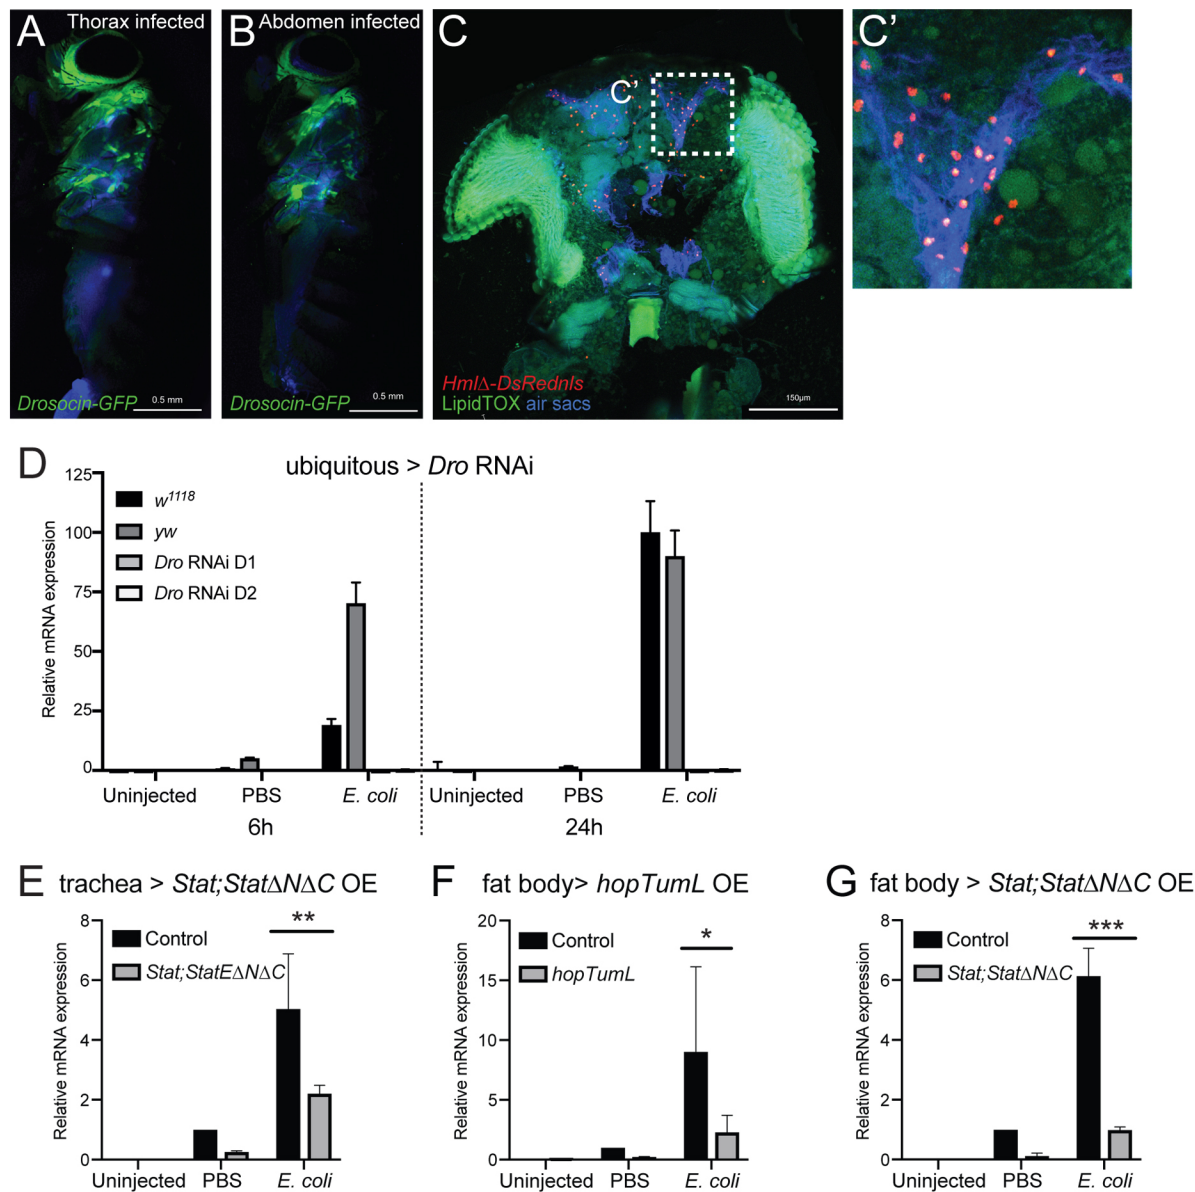 A Thorax infected
Drosocin-GFP 0.5 mm
B Abdomen infected
Drosocin-GFP 0.5 mm
C
C’
HmlΔ-DsRednls
LipidTOX air sacs
150µm
C’
D
ubiquitous > Dro RNAi
Relative mRNA expression
125
100
75
50
25
0
w1118
yw
Dro RNAi D1
Dro RNAi D2
Uninjected PBS E. coli Uninjected PBS E. coli
6h 24h
E trachea > Stat;StatΔNΔC OE
Relative mRNA expression
8
6
4
2
0
Control
Stat;StatEΔNΔC
**
Uninjected PBS E. coli
F fat body> hopTumL OE
Relative mRNA expression
20
15
10
5
0
Control
hopTumL
*
Uninjected PBS E. coli
G fat body > Stat;StatΔNΔC OE
Relative mRNA expression
8
6
4
2
0
Control
Stat;StatΔNΔC
***
Uninjected PBS E. coli